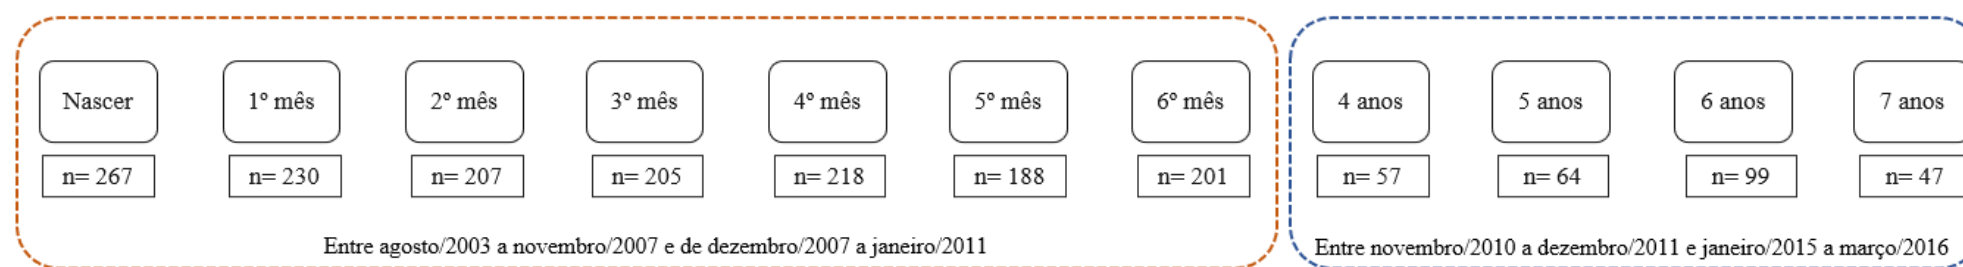 Nascer
1º mês
2º mês
3º mês
4º mês
5º mês
6º mês
4 anos
5 anos
6 anos
7 anos
n= 267
n= 230
n= 207
n= 205
n= 218
n= 188
n= 201
n= 57
n= 64
n= 99
n= 47
Entre agosto/2003 a novembro/2007 e de dezembro/2007 a janeiro/2011
Entre novembro/2010 a dezembro/2011 e janeiro/2015 a março/2016